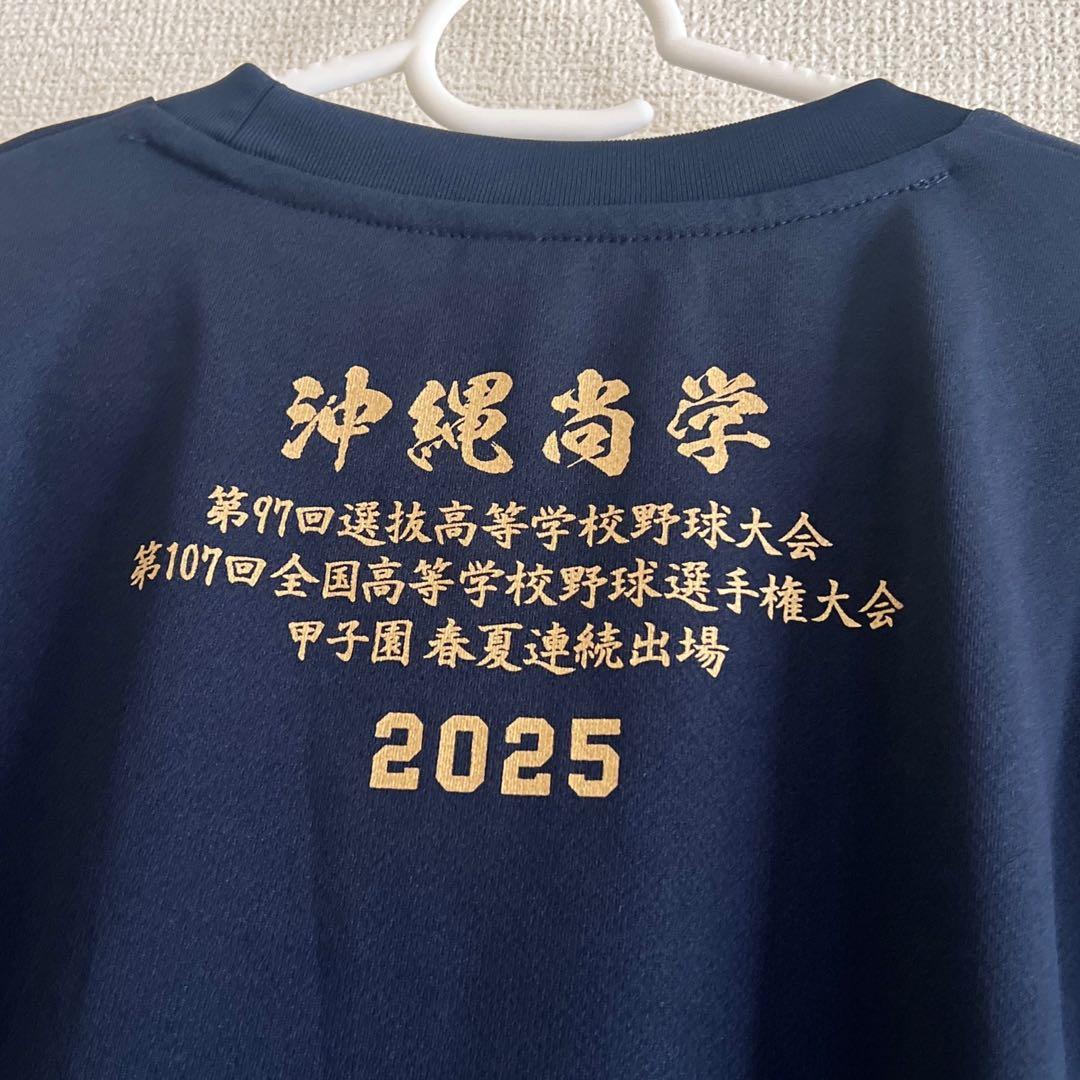 沖縄尚学
第97回選抜高等学校野球大会
第107回全国高等学校野球選手権大会
甲子園 春夏連続出場
2025